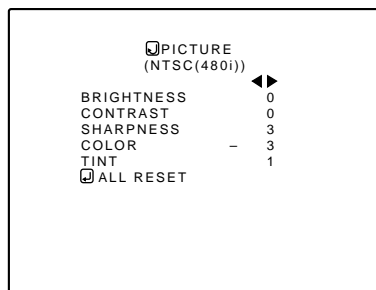 PICTURE
(NTSC(480i))
BRIGHTNESS 0
CONTRAST 0
SHARPNESS 3
COLOR – 3
TINT 1
ALL RESET